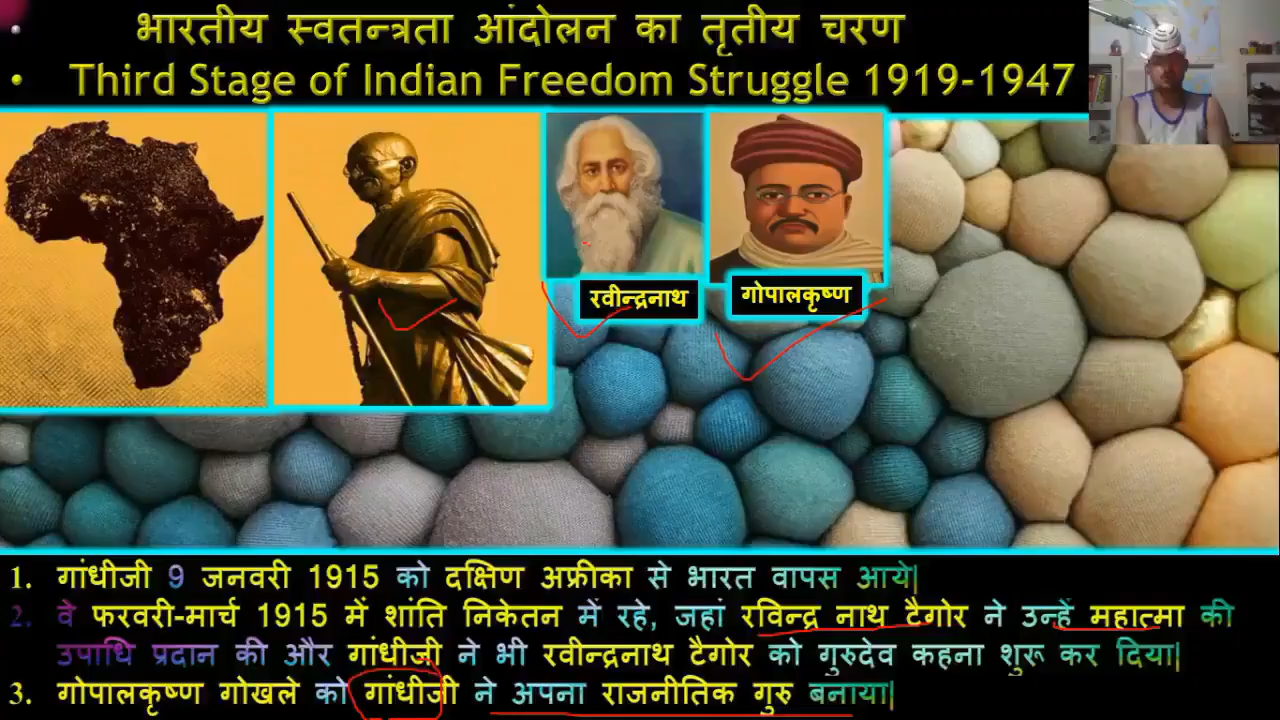 भारतीय स्वतन्त्रता आंदोलन का तृतीय चरण
Third Stage of Indian Freedom Struggle 1919-1947
रवीन्द्रनाथ
गोपालकृष्ण
1. गांधीजी 9 जनवरी 1915 को दक्षिण अफ्रीका से भारत वापस आये|
2. वे फरवरी-मार्च 1915 में शांति निकेतन में रहे, जहां रविन्द्र नाथ टैगोर ने उन्हें महात्मा की
उपाधि प्रदान की और गांधीजी ने भी रवीन्द्रनाथ टैगोर को गुरुदेव कहना शुरू कर दिया|
3. गोपालकृष्ण गोखले को गांधीजी ने अपना राजनीतिक गुरु बनाया|